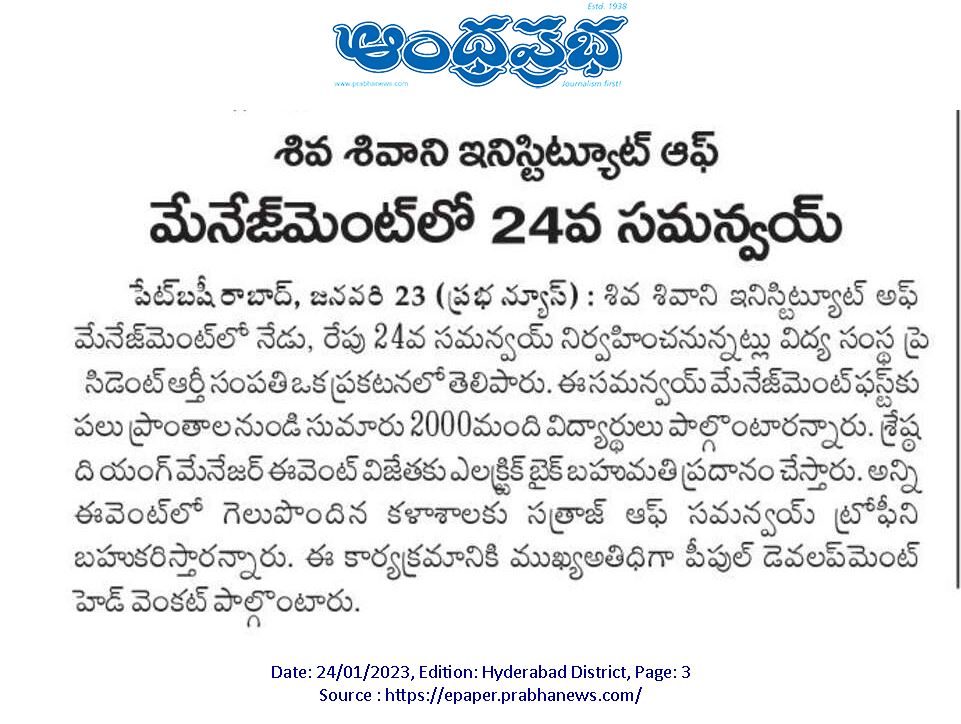 Estd. 1938
ఆంధ్రప్రభ
www.prabhanews.com
Journalism first!
శివ శివాని ఇనిస్టిట్యూట్ ఆఫ్
మేనేజ్‌మెంట్‌లో 24వ సమన్వయ్
పేట్‌బషీరాబాద్, జనవరి 23 (ప్రభ న్యూస్) : శివ శివాని ఇనిస్టిట్యూట్ అఫ్
మేనేజ్‌మెంట్‌లో నేడు, రేపు 24వ సమన్వయ్ నిర్వహించనున్నట్లు విద్య సంస్థ ప్రె
సిడెంట్ ఆర్తీ సంపతి ఒక ప్రకటనలో తెలిపారు. ఈ సమన్వయ్ మేనేజ్‌మెంట్ ఫస్ట్‌కు
పలు ప్రాంతాల నుండి సుమారు 2000మంది విద్యార్థులు పాల్గొంటారన్నారు. శ్రేష్ఠ
ది యంగ్ మేనేజర్ ఈవెంట్ విజేతకు ఎలక్ట్రిక్ బైక్ బహుమతి ప్రదానం చేస్తారు. అన్ని
ఈవెంట్‌లో గెలుపొందిన కళాశాలకు సత్రాజ్ ఆఫ్ సమన్వయ్ ట్రోఫీని
బహుకరిస్తారన్నారు. ఈ కార్యక్రమానికి ముఖ్యఅతిధిగా పీపుల్ డెవలప్‌మెంట్
హెడ్ వెంకట్ పాల్గొంటారు.
Date: 24/01/2023, Edition: Hyderabad District, Page: 3
Source : https://epaper.prabhanews.com/